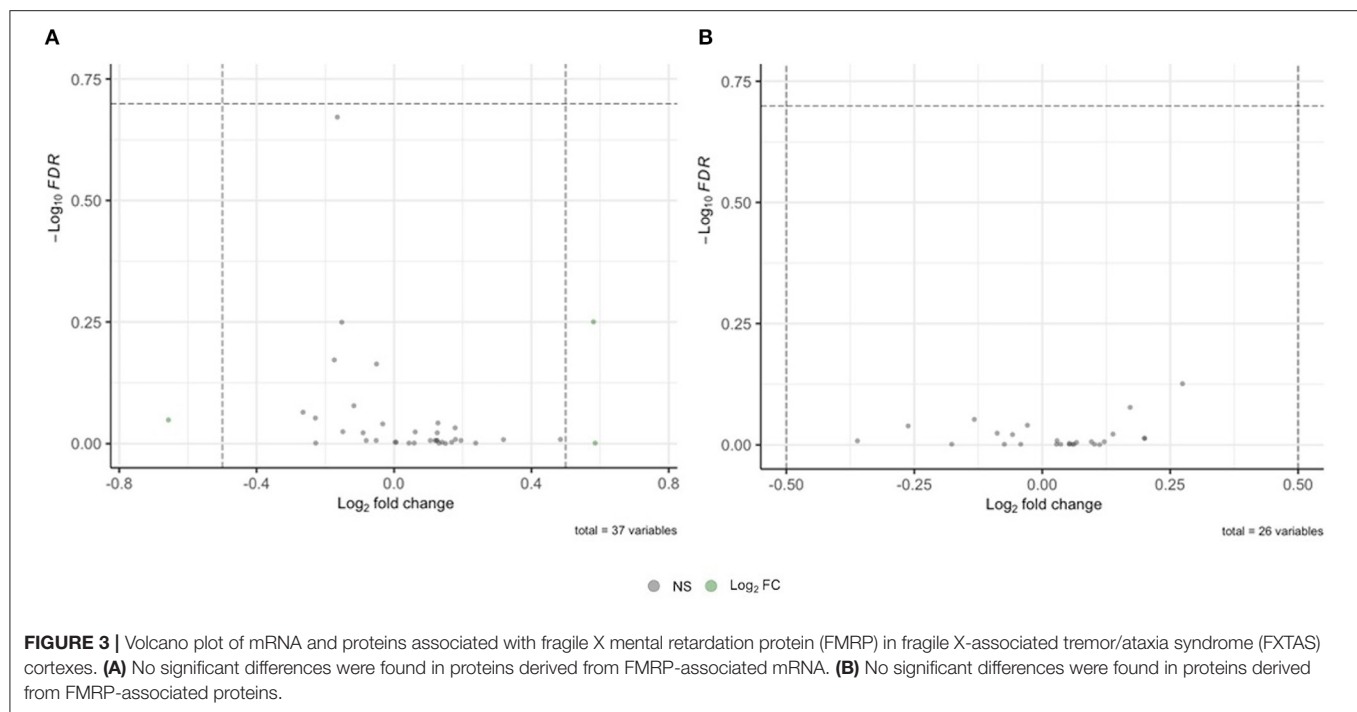 A
B
0.75
0.50
0.25
0.00
−Log10 FDR
-0.8
-0.4
0.0
0.4
0.8
Log2 fold change
total = 37 variables
0.75
0.50
0.25
0.00
−Log10 FDR
-0.50
-0.25
0.00
0.25
0.50
Log2 fold change
total = 26 variables
NS
Log2 FC
FIGURE 3 | Volcano plot of mRNA and proteins associated with fragile X mental retardation protein (FMRP) in fragile X-associated tremor/ataxia syndrome (FXTAS)
cortexes. (A) No significant differences were found in proteins derived from FMRP-associated mRNA. (B) No significant differences were found in proteins derived
from FMRP-associated proteins.